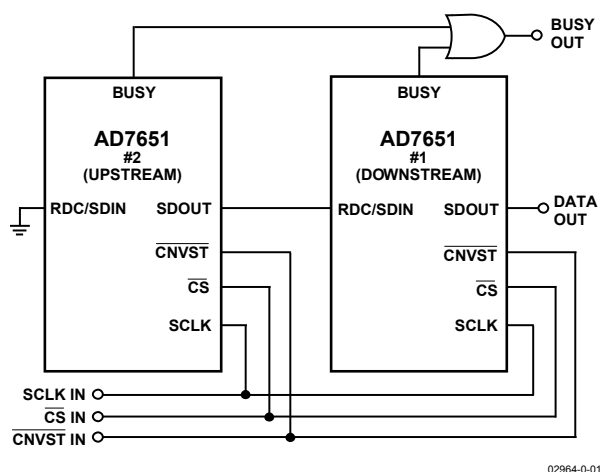 BUSY
OUT
BUSY
AD7651
#2
(UPSTREAM)
RDC/SDIN
SDOUT
CNVST
CS
SCLK
BUSY
AD7651
#1
(DOWNSTREAM)
RDC/SDIN
SDOUT
CNVST
CS
SCLK
DATA
OUT
SCLK IN
CS IN
CNVST IN
02964-0-01